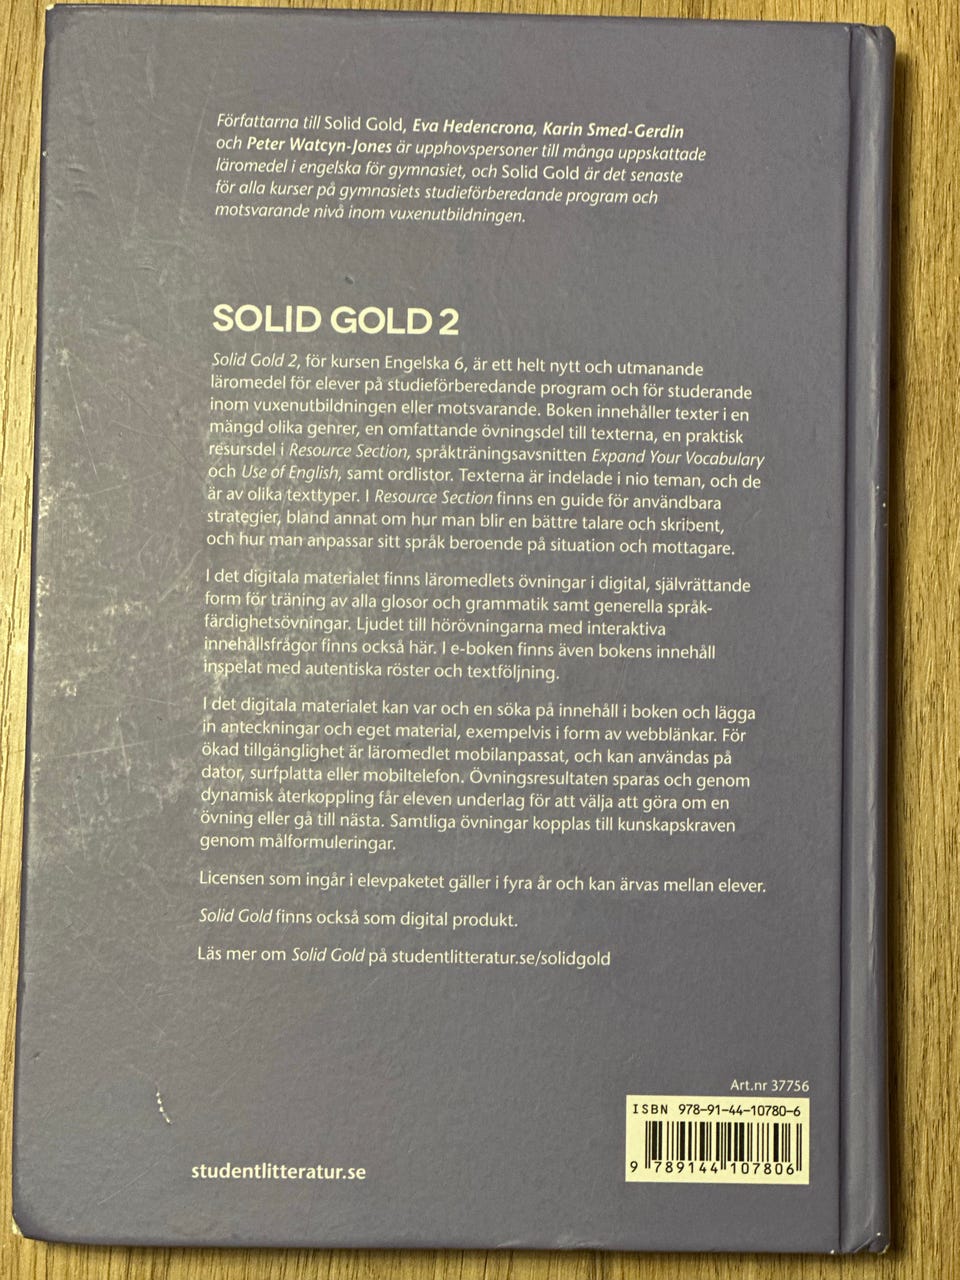 Författarna till Solid Gold, Eva Hedencrona, Karin Smed-Gerdin
och Peter Watcyn-Jones är upphovspersoner till många uppskattade
läromedel i engelska för gymnasiet, och Solid Gold är det senaste
för alla kurser på gymnasiets studieförberedande program och
motsvarande nivå inom vuxenutbildningen.
SOLID GOLD 2
Solid Gold 2, för kursen Engelska 6, är ett helt nytt och utmanande
läromedel för elever på studieförberedande program och för studerande
inom vuxenutbildningen eller motsvarande. Boken innehåller texter i en
mängd olika genrer, en omfattande övningsdel till texterna, en praktisk
resursdel i Resource Section, språkträningsavsnitten Expand Your Vocabulary
och Use of English, samt ordlistor. Texterna är indelade i nio teman, och de
är av olika texttyper. I Resource Section finns en guide för användbara
strategier, bland annat om hur man blir en bättre talare och skribent,
och hur man anpassar sitt språk beroende på situation och mottagare.
I det digitala materialet finns läromedlets övningar i digital, självrättande
form för träning av alla glosor och grammatik samt generella språk-
färdighetsövningar. Ljudet till hörövningarna med interaktiva
innehållsfrågor finns också här. I e-boken finns även bokens innehåll
inspelat med autentiska röster och textföljning.
I det digitala materialet kan var och en söka på innehåll i boken och lägga
in anteckningar och eget material, exempelvis i form av webblänkar. För
ökad tillgänglighet är läromedlet mobilanpassat, och kan användas på
dator, surfplatta eller mobiltelefon. Övningsresultaten sparas och genom
dynamisk återkoppling får eleven underlag för att välja att göra om en
övning eller gå till nästa. Samtliga övningar kopplas till kunskapskraven
genom målformuleringar.
Licensen som ingår i elevpaketet gäller i fyra år och kan ärvas mellan elever.
Solid Gold finns också som digital produkt.
Läs mer om Solid Gold på studentlitteratur.se/solidgold
Art.nr 37756
ISBN 978-91-44-10780-6
9 789144 107806
studentlitteratur.se